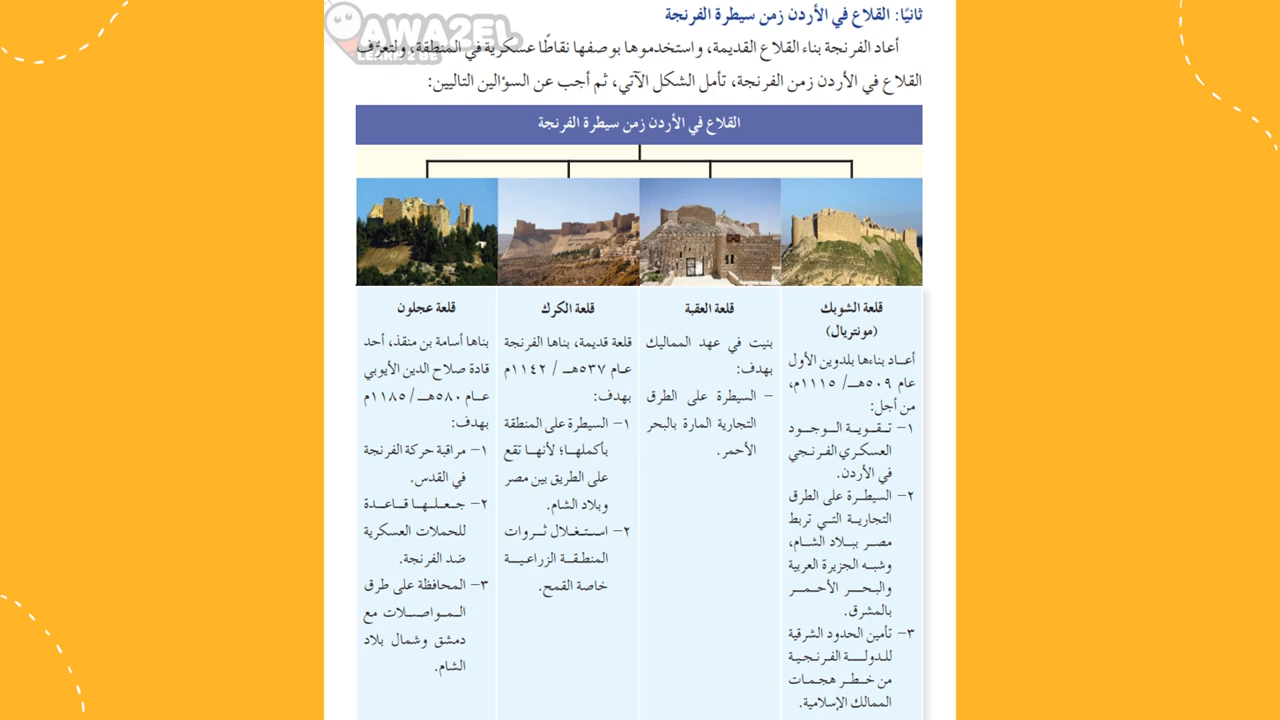 AWA2EL
LEARN 2 BE
ثانيًا: القلاع في الأردن زمن سيطرة الفرنجة
أعاد الفرنجة بناء القلاع القديمة، واستخدموها بوصفها نقاطًا عسكرية في المنطقة، ولتعرّف
القلاع في الأردن زمن الفرنجة، تأمل الشكل الآتي، ثم أجب عن السؤالين التاليين:
القلاع في الأردن زمن سيطرة الفرنجة
قلعة الشوبك
(مونتريال)
أعاد بناءها بلدوين الأول
عام ٥٠٩هـ/ ١١١٥م،
من أجل:
١- تقوية الوجود
العسكري الفرنجي
في الأردن.
٢- السيطرة على الطرق
التجارية التي تربط
مصر ببلاد الشام،
وشبه الجزيرة العربية
والبحر الأحمر
بالمشرق.
٣- تأمين الحدود الشرقية
للدولة الفرنجية
من خطر هجمات
الممالك الإسلامية.
قلعة العقبة
بنيت في عهد المماليك
بهدف:
- السيطرة على الطرق
التجارية المارة بالبحر
الأحمر.
قلعة الكرك
قلعة قديمة، بناها الفرنجة
عام ٥٣٧هـ / ١١٤٢م
بهدف:
١- السيطرة على المنطقة
بأكملها؛ لأنها تقع
على الطريق بين مصر
وبلاد الشام.
٢- استغلال ثروات
المنطقة الزراعية
خاصة القمح.
قلعة عجلون
بناها أسامة بن منقذ، أحد
قادة صلاح الدين الأيوبي
عام ٥٨٠هـ/ ١١٨٥م
بهدف:
١- مراقبة حركة الفرنجة
في القدس.
٢- جعلها قاعدة
للحملات العسكرية
ضد الفرنجة.
٣- المحافظة على طرق
المواصلات مع
دمشق وشمال بلاد
الشام.